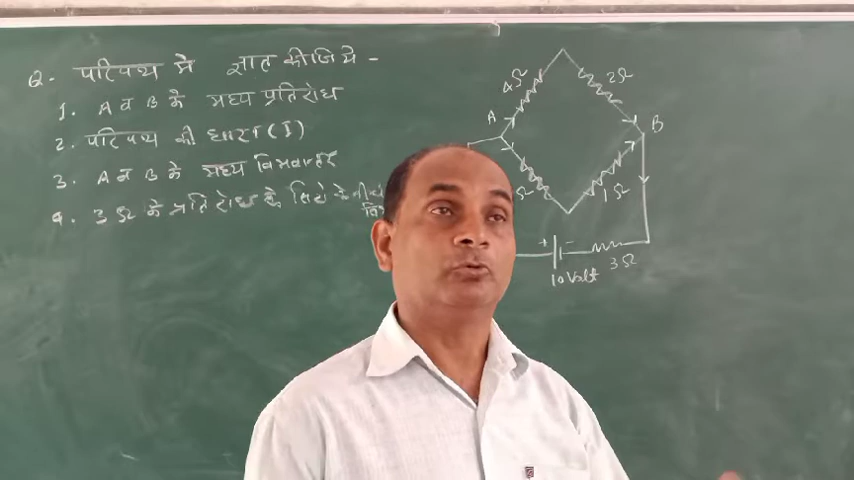 Q. परिपथ में ज्ञात कीजिये -
1. A व B के मध्य प्रतिरोध
2. परिपथ की धारा (I)
3. A व B के मध्य विभवान्तर
4. 3Ω के प्रतिरोध के लिये के बीच
4Ω
2Ω
A
B
Ω
1Ω
+ -
10 Volt
3Ω